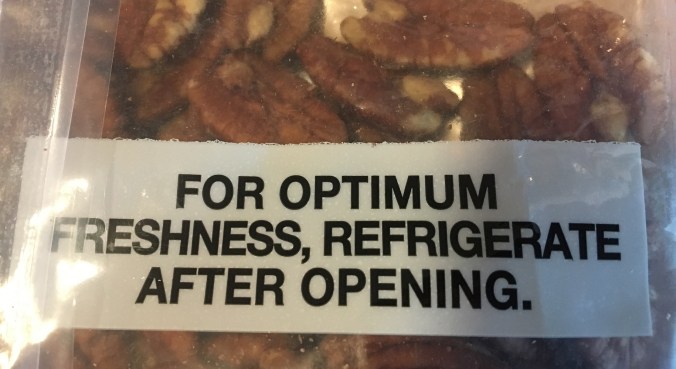 FOR OPTIMUM
FRESHNESS, REFRIGERATE
AFTER OPENING.